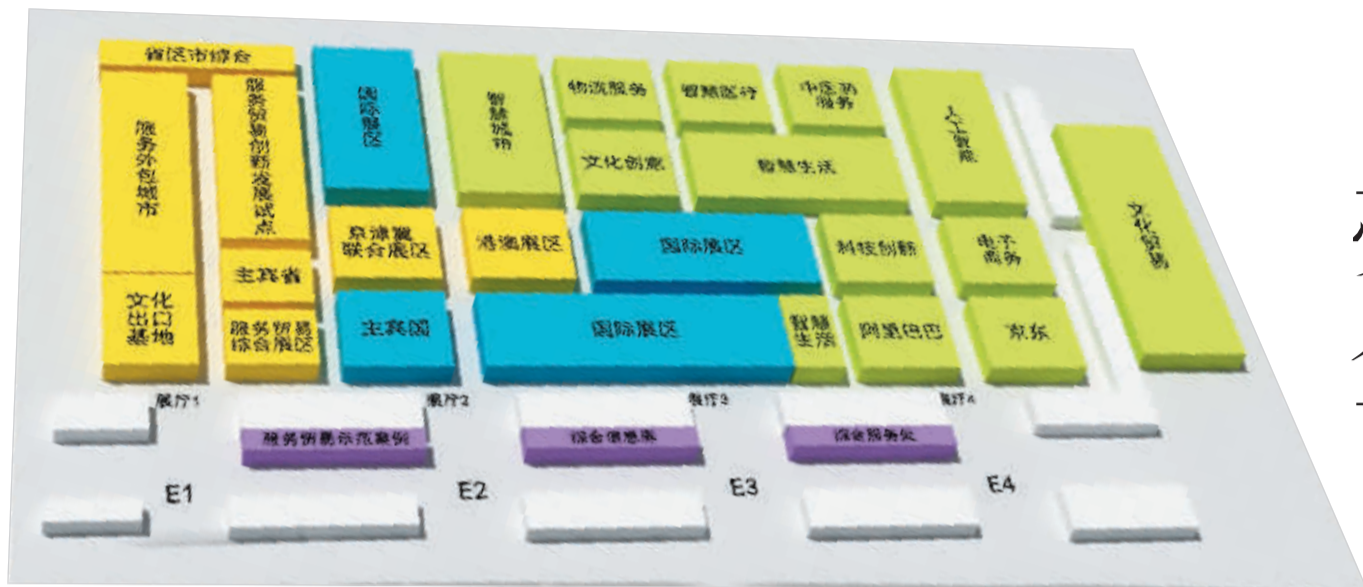 省区市综合
服务外包城市
服务贸易创新发展试点
国际展区
智慧城市
物流服务
智慧医疗
中医药
服务
人工智能
文化创意
智慧生活
文化贸易
主宾省
京津冀
联合展区
港澳展区
国际展区
科技创新
电子
商务
文化
出口
基地
服务贸易
综合展区
主宾国
国际展区
智慧
生活
阿里巴巴
京东
展厅1
展厅2
展厅3
展厅4
服务贸易示范案例
综合信息库
综合服务处
E1
E2
E3
E4